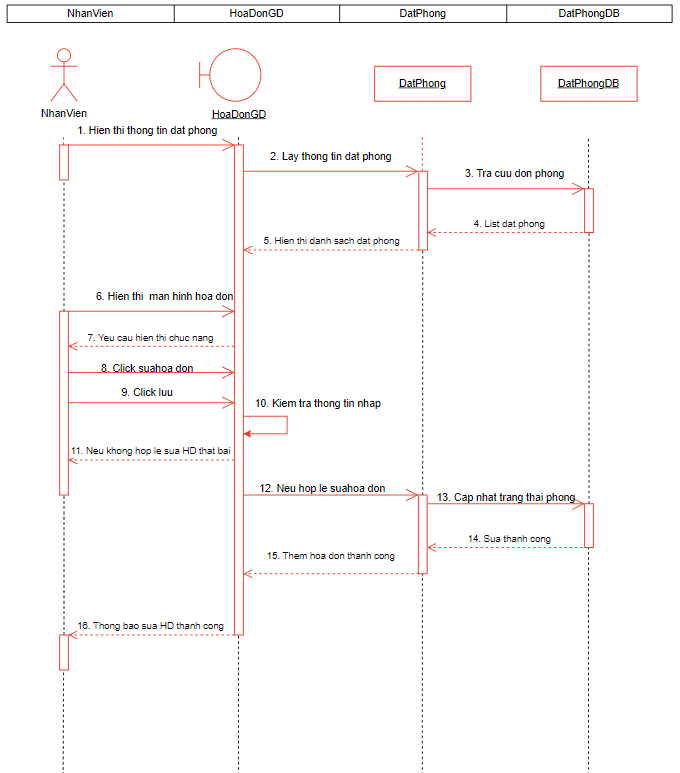 NhanVien HoaDonGD DatPhong DatPhongDB
NhanVien HoaDonGD DatPhong DatPhongDB
1. Hien thi thong tin dat phong
2. Lay thong tin dat phong
3. Tra cuu don phong
4. List dat phong
5. Hien thi danh sach dat phong
6. Hien thi man hinh hoa don
7. Yeu cau hien thi chuc nang
8. Click suahoa don
9. Click luu
10. Kiem tra thong tin nhap
11. Neu khong hop le sua HD that bai
12. Neu hop le suahoa don
13. Cap nhat trang thai phong
14. Sua thanh cong
15. Them hoa don thanh cong
16. Thong bao sua HD thanh cong